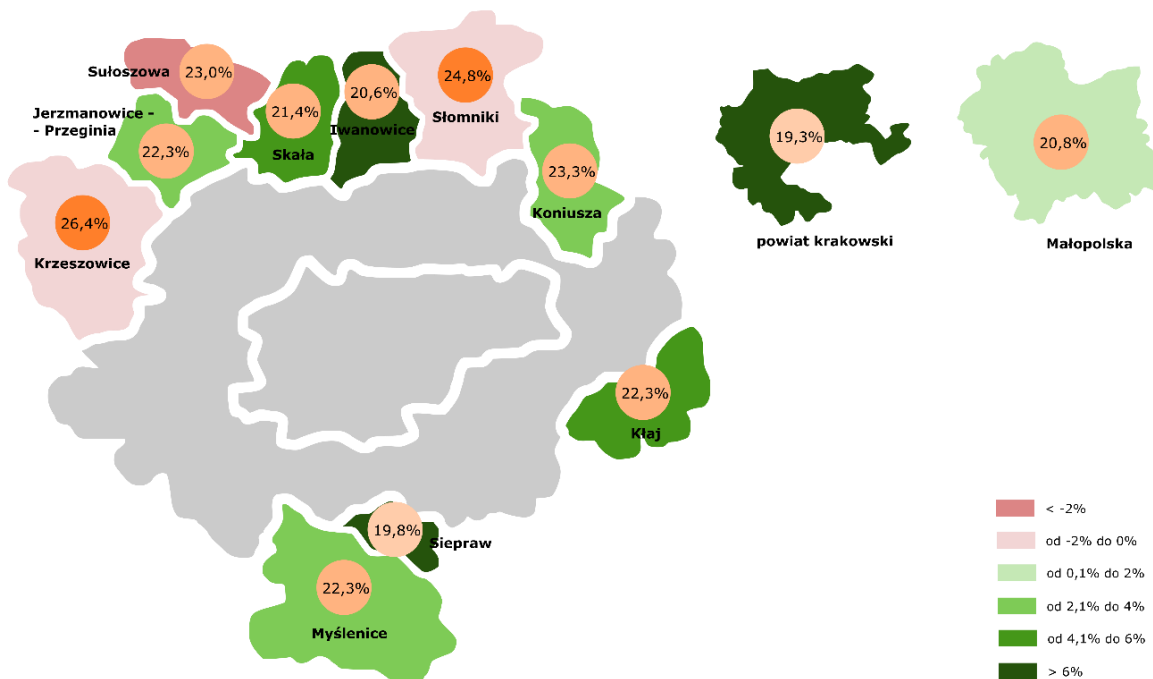 Sułoszowa
23,0%
Jerzmanowice -
- Przeginia
22,3%
21,4%
Skała
20,6%
Iwanowice
24,8%
Słomniki
23,3%
Koniusza
26,4%
Krzeszowice
22,3%
Kłaj
19,8%
Siepraw
22,3%
Myślenice
19,3%
powiat krakowski
20,8%
Małopolska
< -2%
od -2% do 0%
od 0,1% do 2%
od 2,1% do 4%
od 4,1% do 6%
> 6%